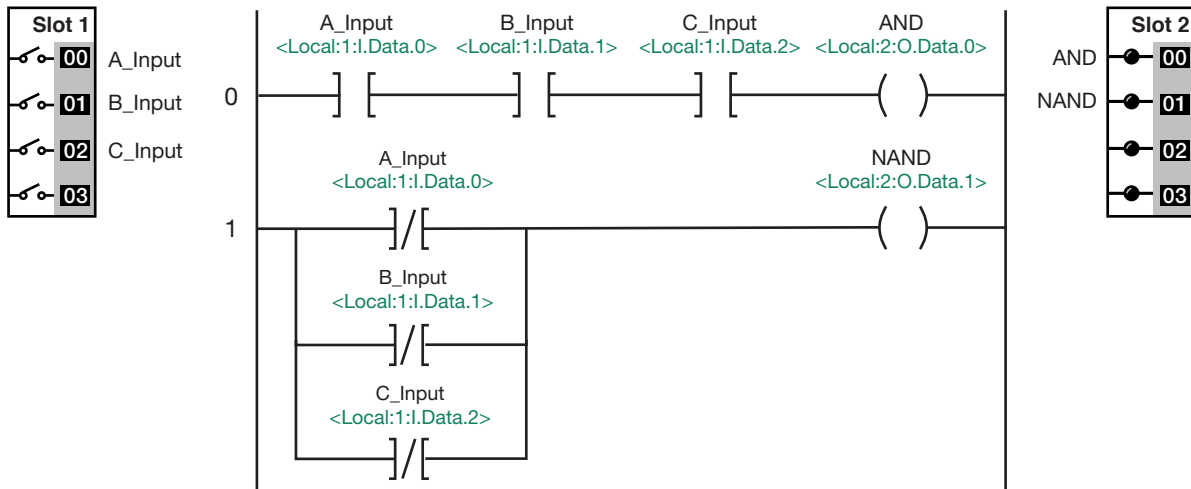 Slot 1
00 A_Input
01 B_Input
02 C_Input
03
A_Input B_Input C_Input AND
<Local:1:I.Data.0> <Local:1:I.Data.1> <Local:1:I.Data.2> <Local:2:O.Data.0>
0
A_Input NAND
<Local:1:I.Data.0> <Local:2:O.Data.1>
1
B_Input
<Local:1:I.Data.1>
C_Input
<Local:1:I.Data.2>
Slot 2
AND 00
NAND 01
02
03